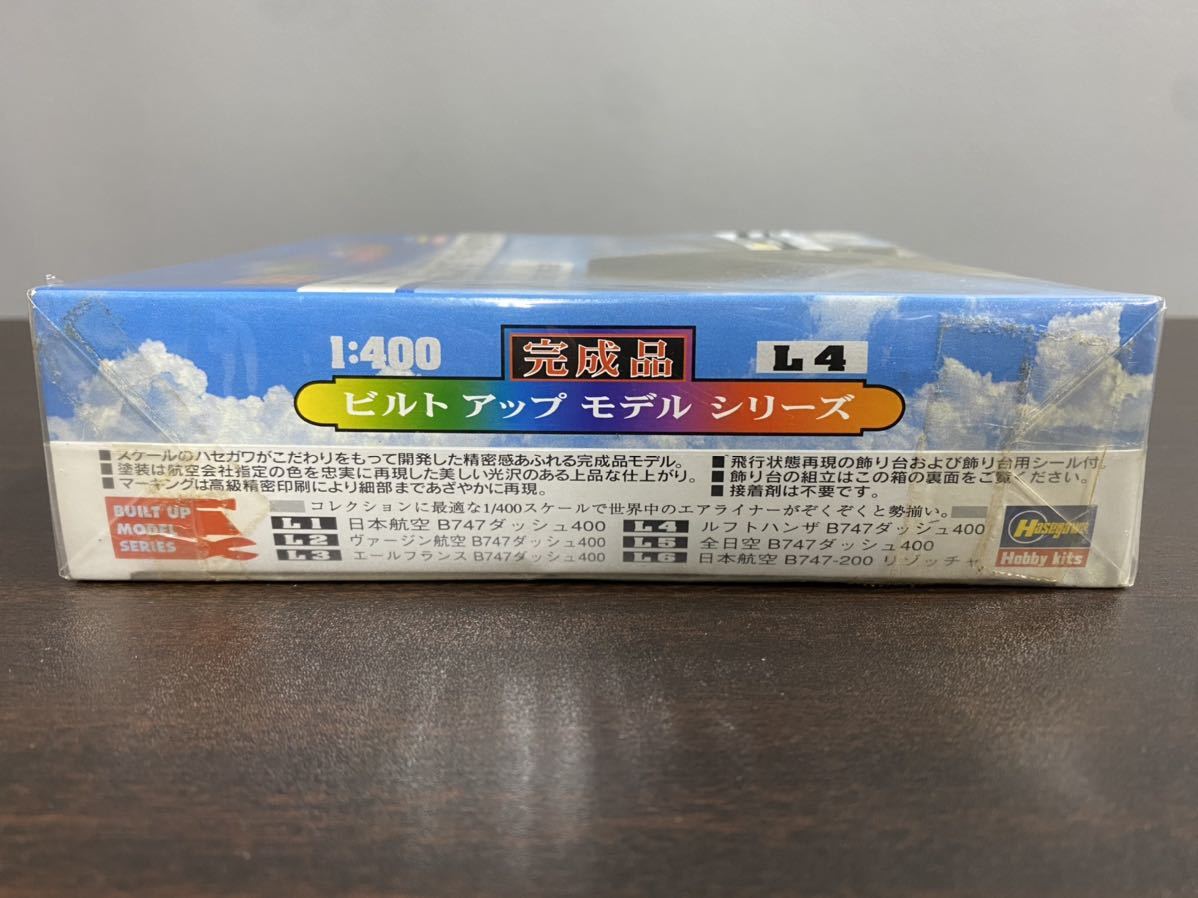 1:400
完成品
L4
ビルト アップ モデル シリーズ
■スケールのハセガワがこだわりをもって開発した精密感あふれる完成品モデル。
■塗装は航空会社指定の色を忠実に再現した美しい光沢のある上品な仕上がり。
■マーキングは高級精密印刷により細部まであざやかに再現。
■飛行状態再現の飾り台および飾り台用シール付。
■飾り台の組立はこの箱の裏面をご覧ください。
■接着剤は不要です。
BUILT UP
MODEL
SERIES
コレクションに最適な1/400スケールで世界中のエアライナーがぞくぞくと勢揃い。
L1 日本航空 B747ダッシュ400
L2 ヴァージン航空 B747ダッシュ400
L3 エールフランス B747ダッシュ400
L4 ルフトハンザ B747ダッシュ400
L5 全日空 B747ダッシュ400
L6 日本航空 B747-200 リゾッチャ
Hasegawa
Hobby kits